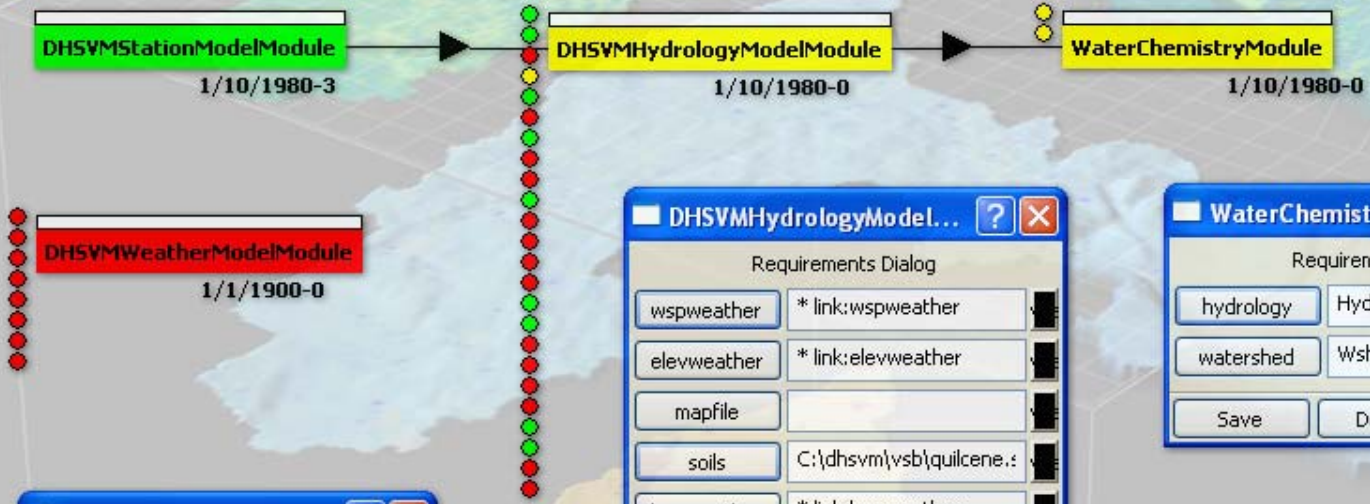 DHSVMStationModelModule
1/10/1980-3
DHSVMHydrologyModelModule
1/10/1980-0
WaterChemistryModule
1/10/1980-0
DHSVMWeatherModelModule
1/1/1900-0
DHSVMHydrologyModel...
Requirements Dialog
wspweather * link:wspweather
elevweather * link:elevweather
mapfile
soils C:\dhsvm\vsb\quilcene.s
WaterChemist
Requiren
hydrology Hyd
watershed Wsh
Save D